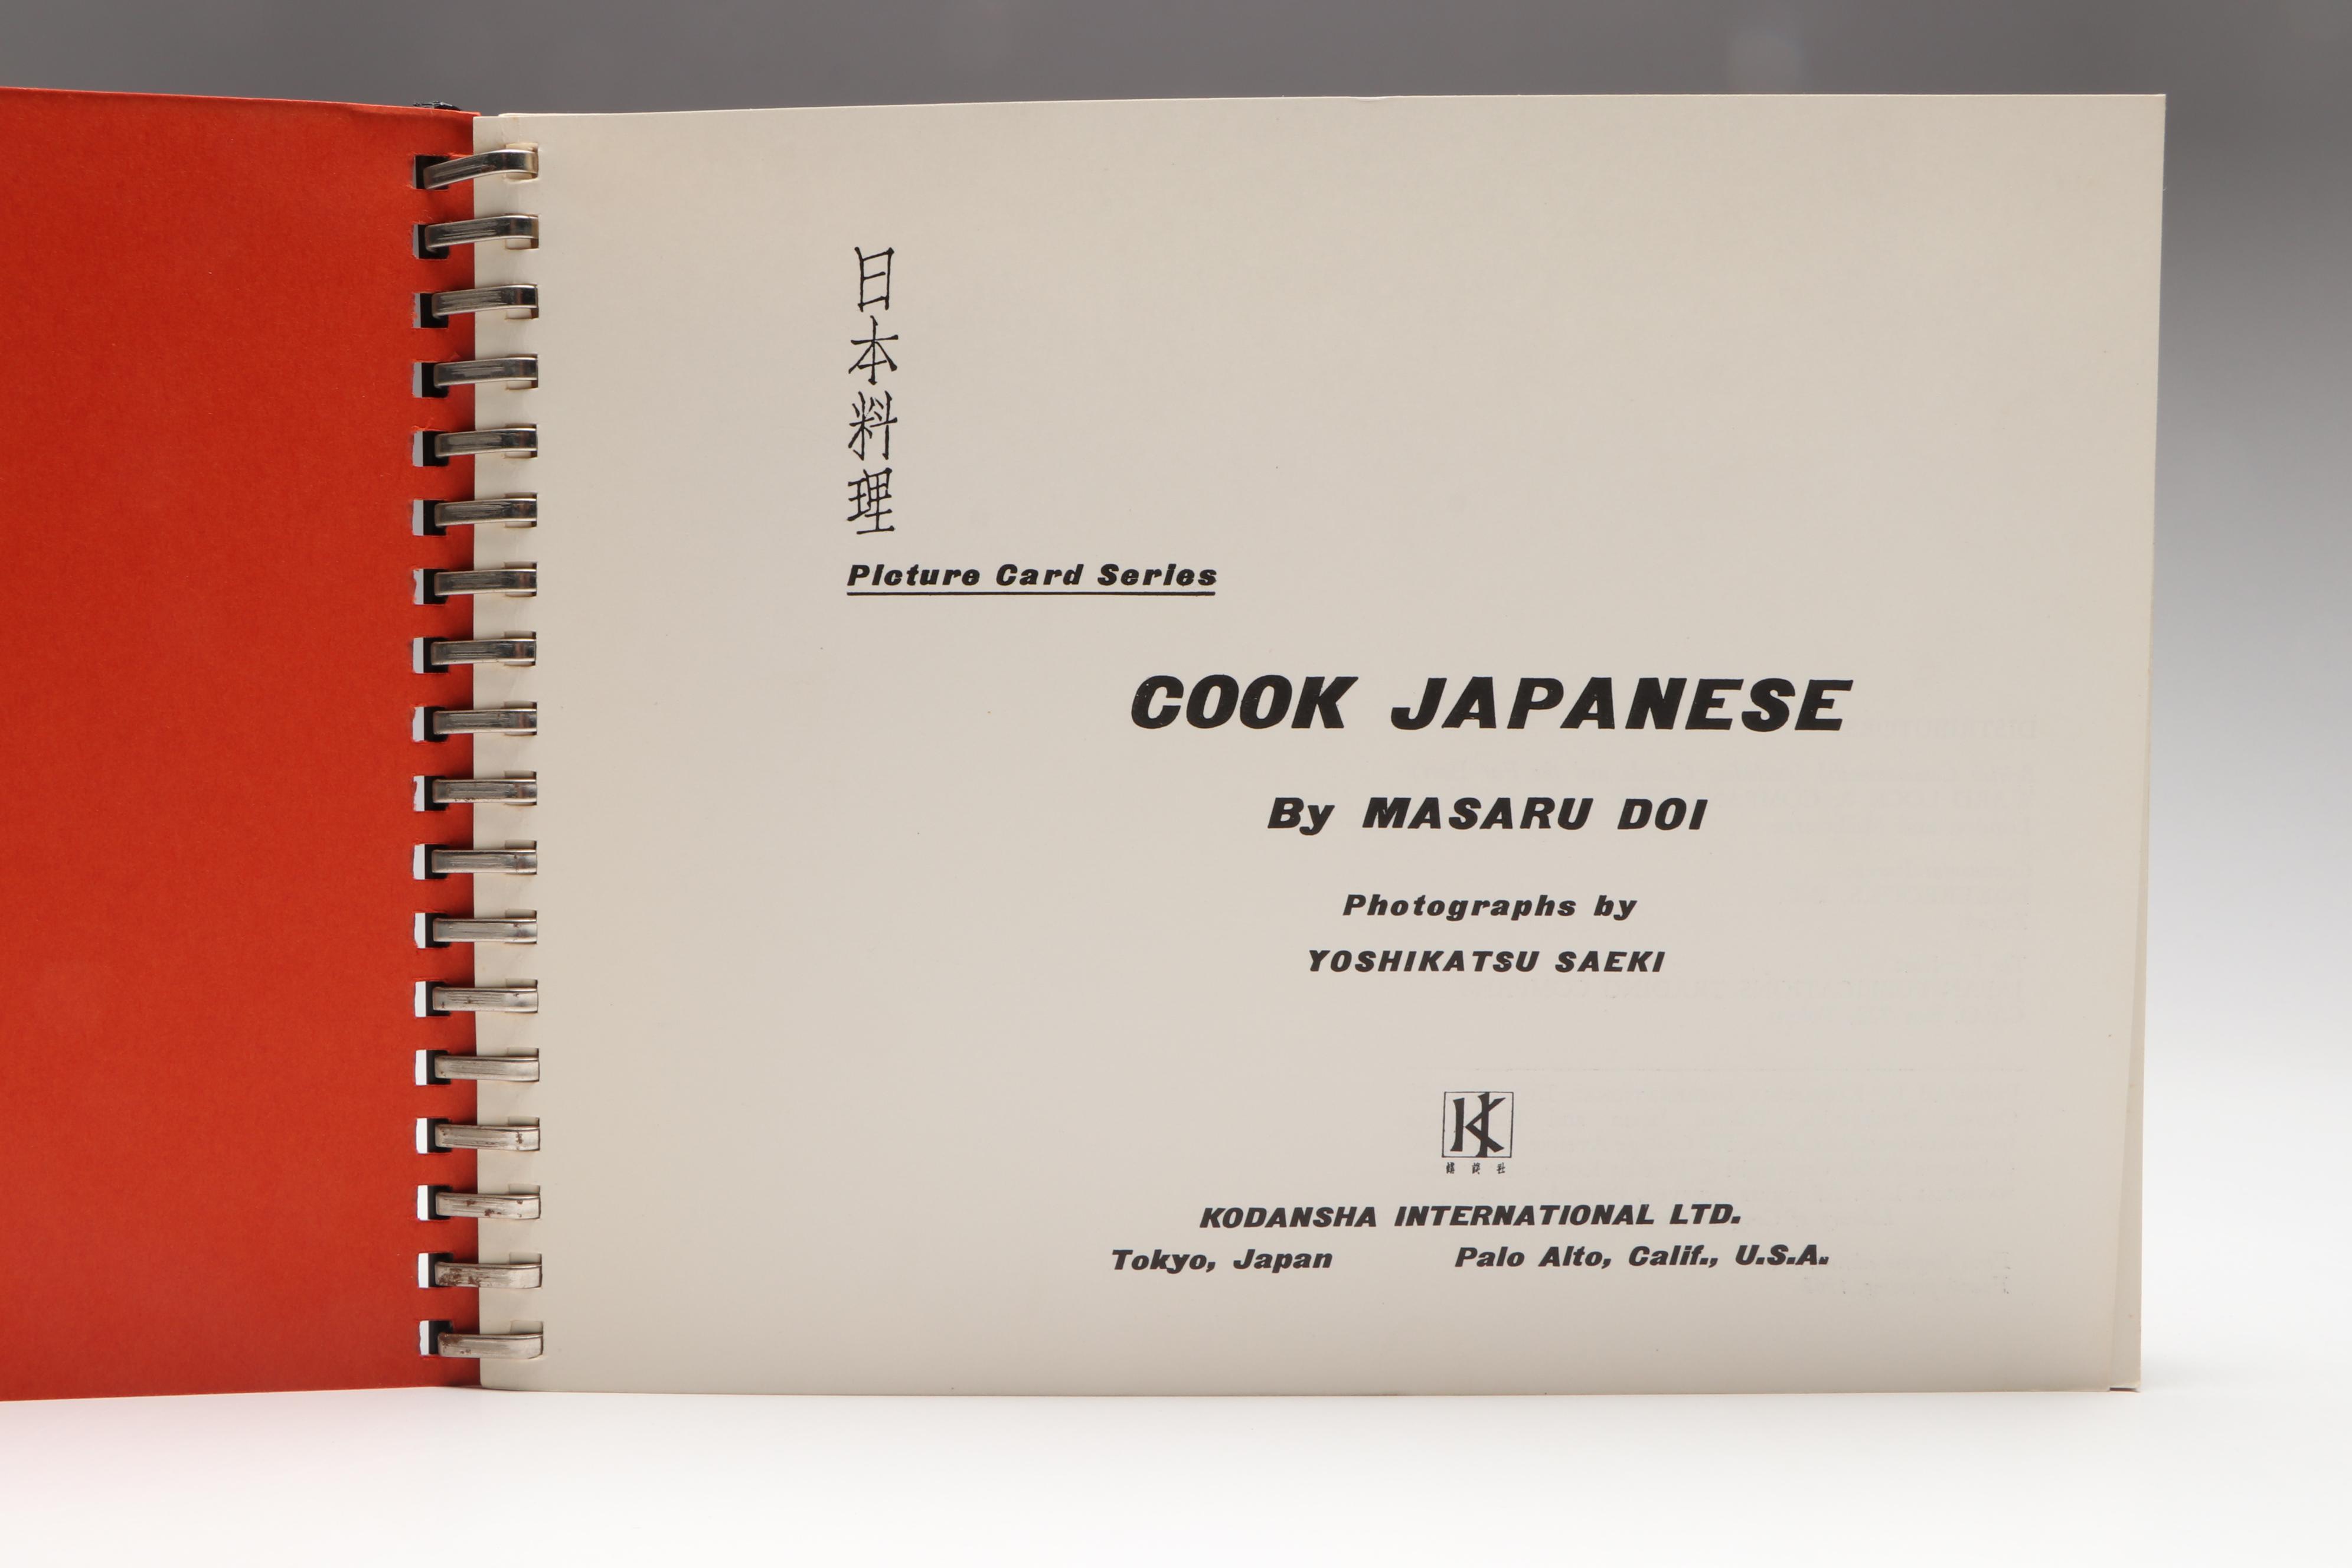 日本料理
Picture Card Series
COOK JAPANESE
By MASARU DOI
Photographs by
YOSHIKATSU SAEKI
K
KODANSHA INTERNATIONAL LTD.
Tokyo, Japan Palo Alto, Calif., U.S.A.